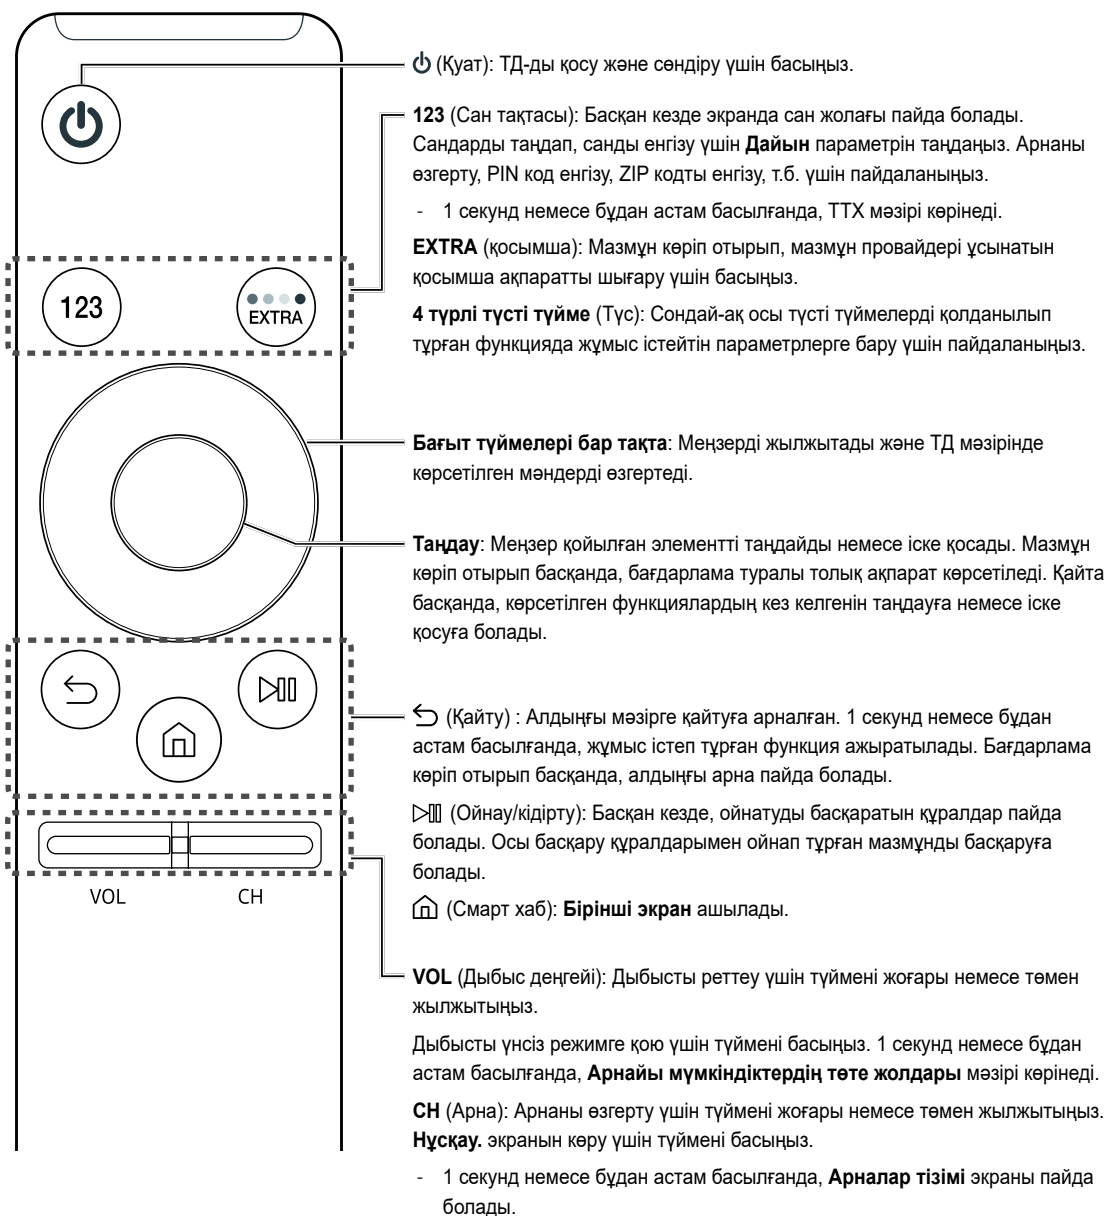 (Қуат): ТД-ды қосу және сөндіру үшін басыңыз.
123 (Сан тақтасы): Басқан кезде экранда сан жолағы пайда болады.
Сандарды таңдап, санды енгізу үшін Дайын параметрін таңдаңыз. Арнаны
өзгерту, PIN код енгізу, ZIP кодты енгізу, т.б. үшін пайдаланыңыз.
- 1 секунд немесе бұдан астам басылғанда, TTX мәзірі көрінеді.
EXTRA (қосымша): Мазмұн көріп отырып, мазмұн провайдері ұсынатын
қосымша ақпаратты шығару үшін басыңыз.
4 түрлі түсті түйме (Түс): Сондай-ақ осы түсті түймелерді қолданылып
тұрған функцияда жұмыс істейтін параметрлерге бару үшін пайдаланыңыз.
123
EXTRA
Бағыт түймелері бар тақта: Меңзерді жылжытады және ТД мәзірінде
көрсетілген мәндерді өзгертеді.
Таңдау: Меңзер қойылған элементті таңдайды немесе іске қосады. Мазмұн
көріп отырып басқанда, бағдарлама туралы толық ақпарат көрсетіледі. Қайта
басқанда, көрсетілген функциялардың кез келгенін таңдауға немесе іске
қосуға болады.
(Қайту) : Алдыңғы мәзірге қайтуға арналған. 1 секунд немесе бұдан
астам басылғанда, жұмыс істеп тұрған функция ажыратылады. Бағдарлама
көріп отырып басқанда, алдыңғы арна пайда болады.
(Ойнау/кідірту): Басқан кезде, ойнатуды басқаратын құралдар пайда
болады. Осы басқару құралдарымен ойнап тұрған мазмұнды басқаруға
болады.
(Смарт хаб): Бірінші экран ашылады.
VOL
CH
VOL (Дыбыс деңгейі): Дыбысты реттеу үшін түймені жоғары немесе төмен
жылжытыңыз.
Дыбысты үнсіз режимге қою үшін түймені басыңыз. 1 секунд немесе бұдан
астам басылғанда, Арнайы мүмкіндіктердің төте жолдары мәзірі көрінеді.
CH (Арна): Арнаны өзгерту үшін түймені жоғары немесе төмен жылжытыңыз.
Нұсқау. экранын көру үшін түймені басыңыз.
- 1 секунд немесе бұдан астам басылғанда, Арналар тізімі экраны пайда
болады.